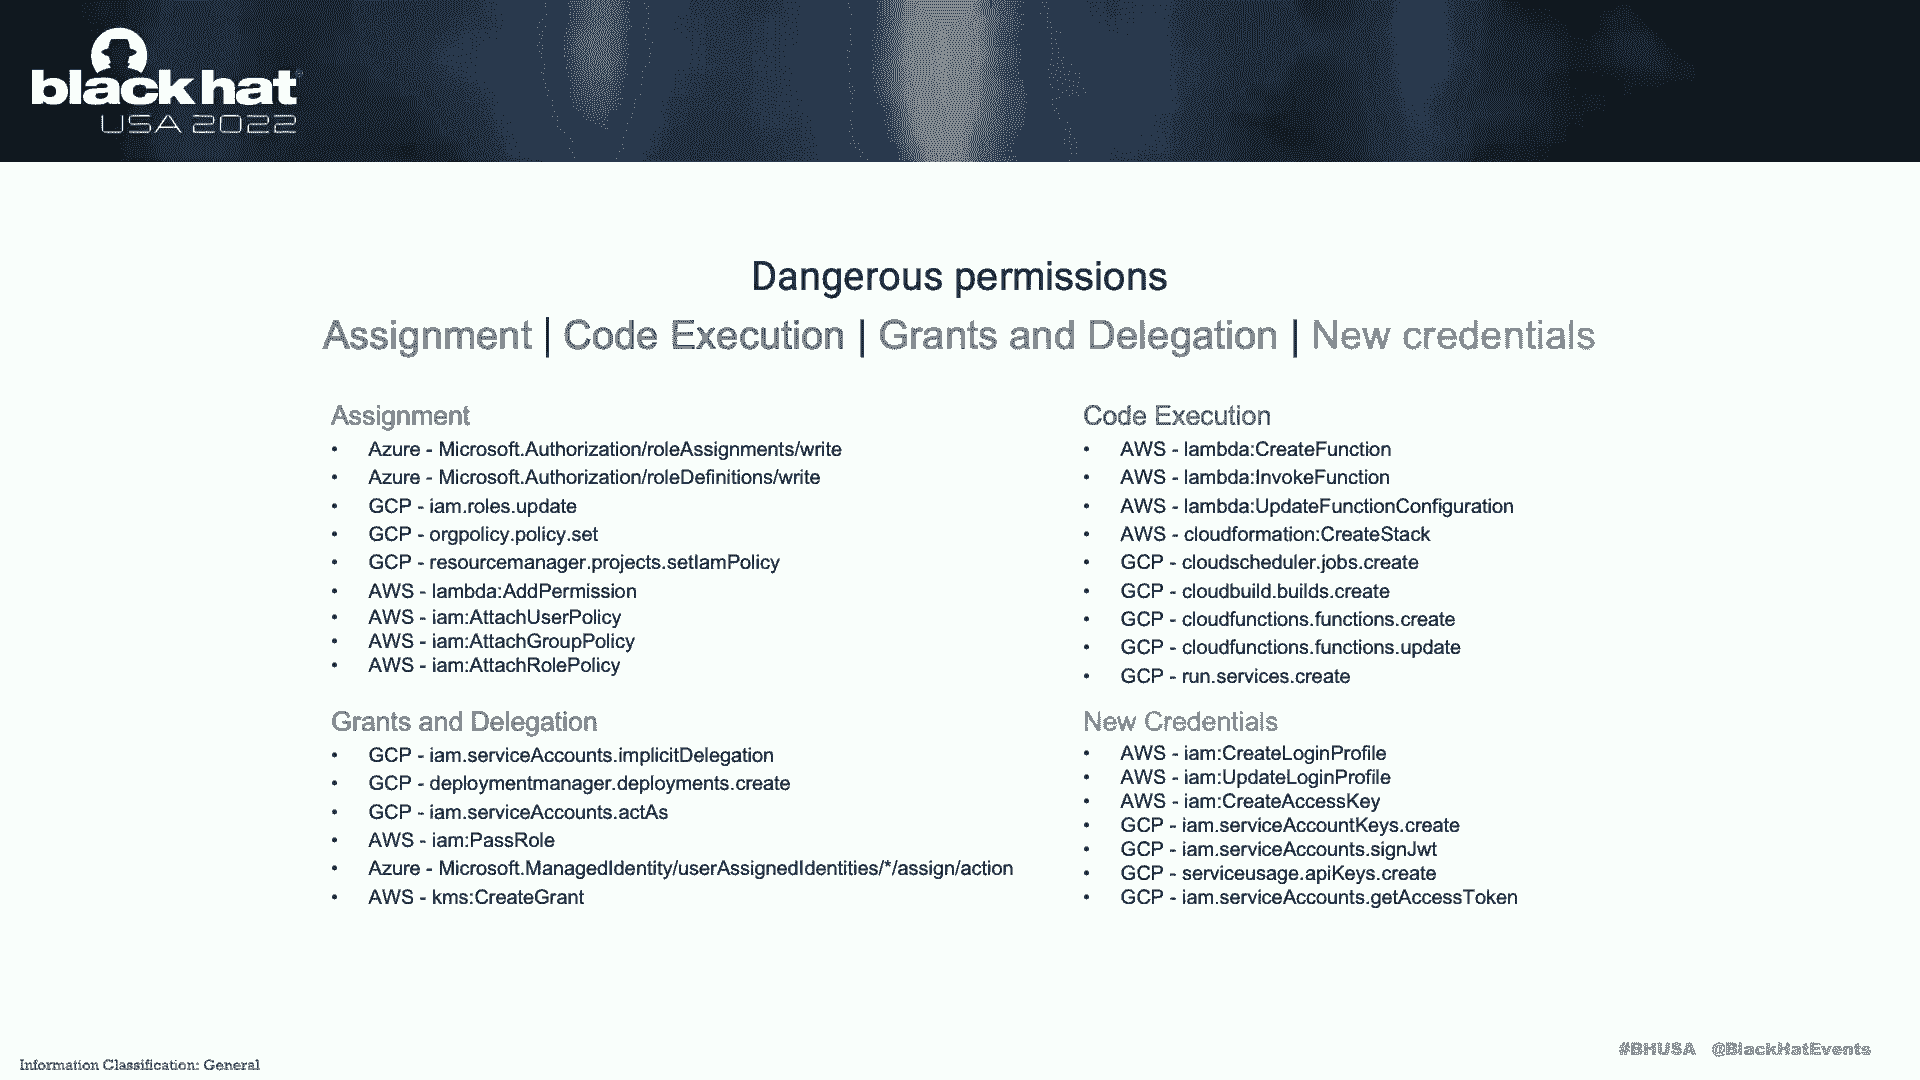 black hat
USA 2022
Dangerous permissions
Assignment | Code Execution | Grants and Delegation | New credentials
Assignment
• Azure - Microsoft.Authorization/roleAssignments/write
• Azure - Microsoft.Authorization/roleDefinitions/write
• GCP - iam.roles.update
• GCP - orgpolicy.policy.set
• GCP - resourcemanager.projects.setIamPolicy
• AWS - lambda:AddPermission
• AWS - iam:AttachUserPolicy
• AWS - iam:AttachGroupPolicy
• AWS - iam:AttachRolePolicy
Code Execution
• AWS - lambda:CreateFunction
• AWS - lambda:InvokeFunction
• AWS - lambda:UpdateFunctionConfiguration
• AWS - cloudformation:CreateStack
• GCP - cloudscheduler.jobs.create
• GCP - cloudbuild.builds.create
• GCP - cloudfunctions.functions.create
• GCP - cloudfunctions.functions.update
• GCP - run.services.create
Grants and Delegation
• GCP - iam.serviceAccounts.implicitDelegation
• GCP - deploymentmanager.deployments.create
• GCP - iam.serviceAccounts.actAs
• AWS - iam:PassRole
• Azure - Microsoft.ManagedIdentity/userAssignedIdentities/*/assign/action
• AWS - kms:CreateGrant
New Credentials
• AWS - iam:CreateLoginProfile
• AWS - iam:UpdateLoginProfile
• AWS - iam:CreateAccessKey
• GCP - iam.serviceAccountKeys.create
• GCP - iam.serviceAccounts.signJwt
• GCP - serviceusage.apiKeys.create
• GCP - iam.serviceAccounts.getAccessToken
#BHUSA @BlackHatEvents
Information Classification: General